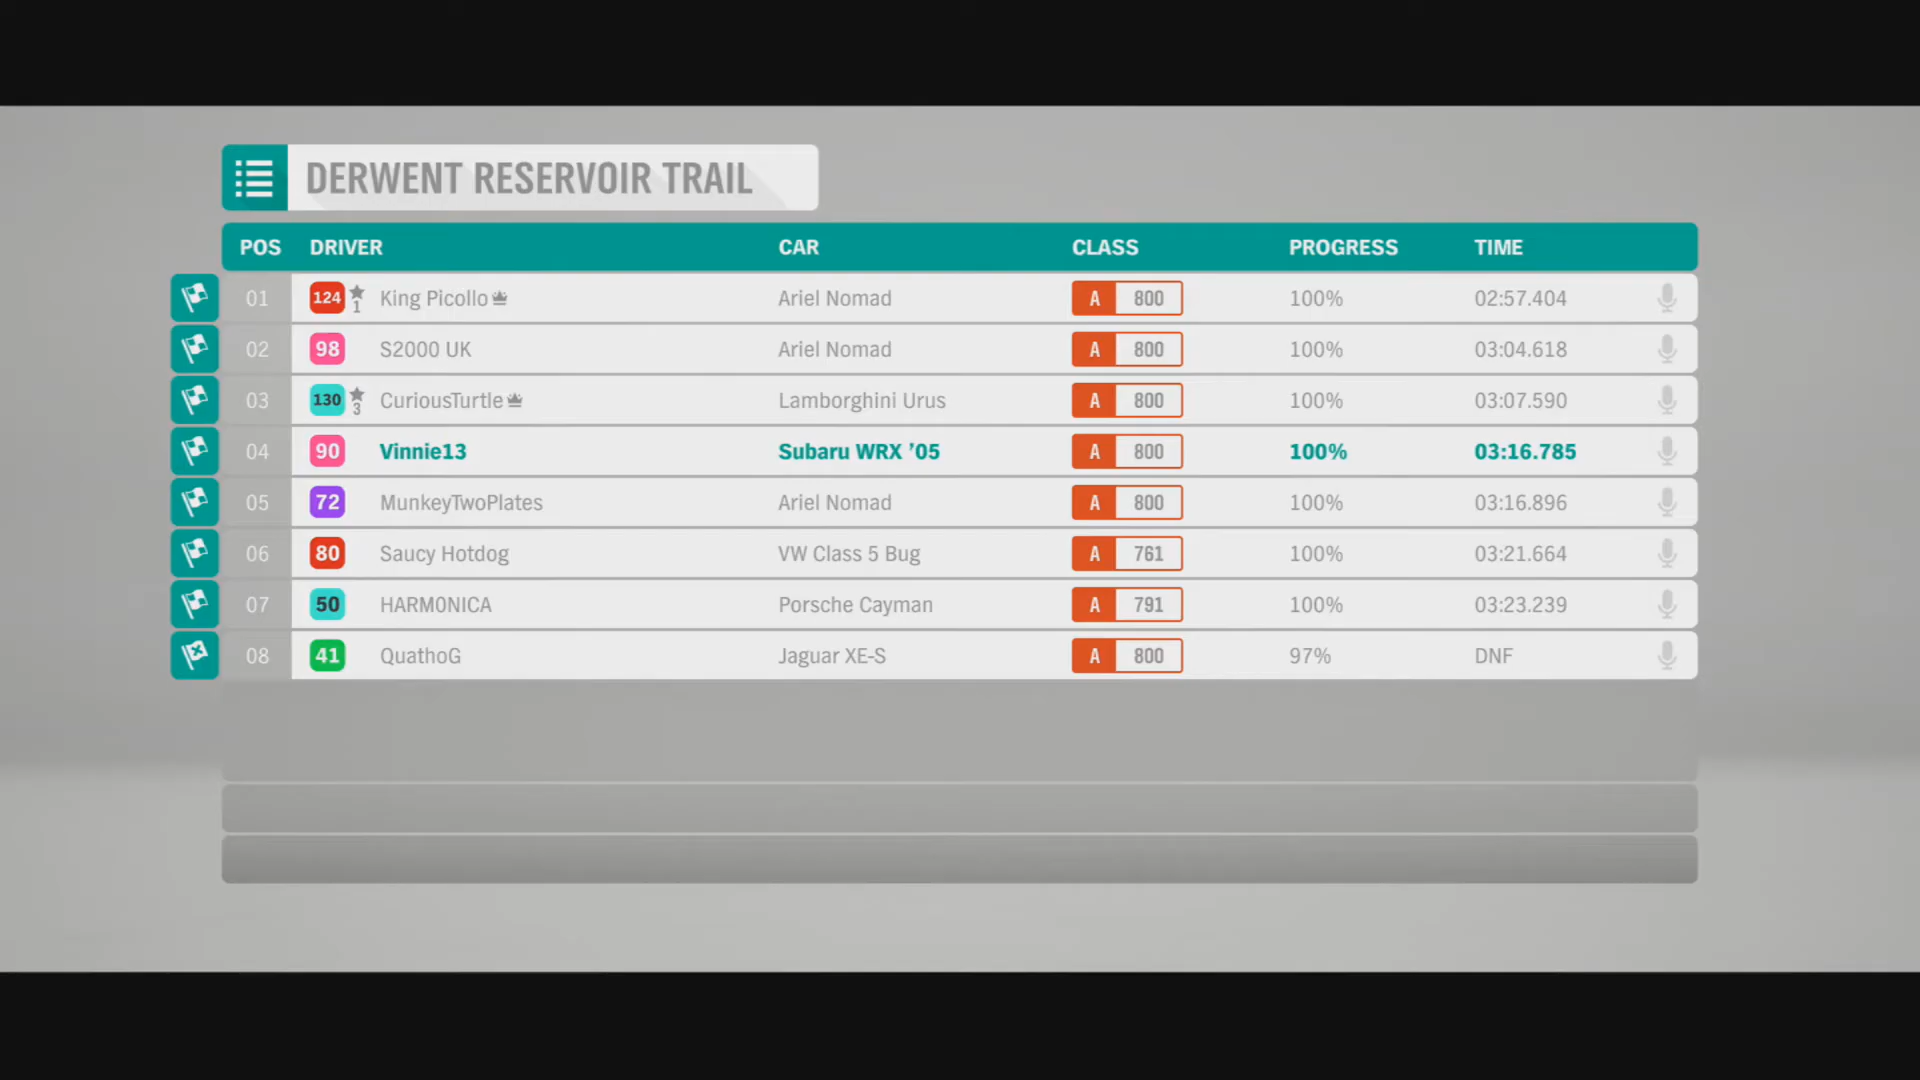 DERWENT RESERVOIR TRAIL
POS DRIVER CAR CLASS PROGRESS TIME
01 124 1 King Picollo Ariel Nomad A 800 100% 02:57.404
02 98 S2000 UK Ariel Nomad A 800 100% 03:04.618
03 130 3 CuriousTurtle Lamborghini Urus A 800 100% 03:07.590
04 90 Vinnie13 Subaru WRX ’05 A 800 100% 03:16.785
05 72 MunkeyTwoPlates Ariel Nomad A 800 100% 03:16.896
06 80 Saucy Hotdog VW Class 5 Bug A 761 100% 03:21.664
07 50 HARM0NICA Porsche Cayman A 791 100% 03:23.239
08 41 QuathoG Jaguar XE-S A 800 97% DNF